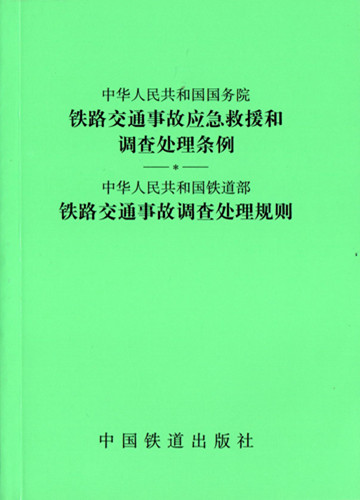 中华人民共和国国务院
铁路交通事故应急救援和
调查处理条例
*
中华人民共和国铁道部
铁路交通事故调查处理规则
中国铁道出版社